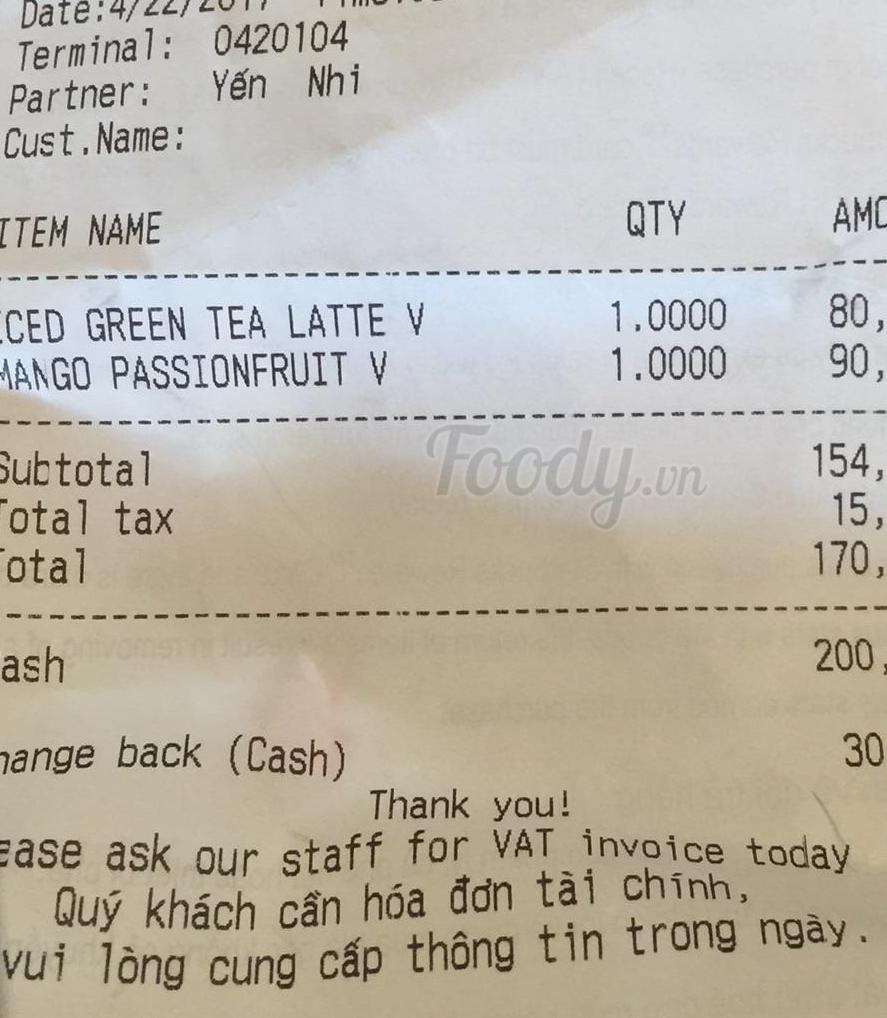 Date:4/22/2017
Terminal: 0420104
Partner: Yến Nhi
Cust.Name:
ITEM NAME QTY AMO
ICED GREEN TEA LATTE V 1.0000 80,
MANGO PASSIONFRUIT V 1.0000 90,
Subtotal 154,
Total tax 15,
Total 170,
ash 200,
hange back (Cash) 30
Thank you!
ease ask our staff for VAT invoice today
Quý khách cần hóa đơn tài chính,
vui lòng cung cấp thông tin trong ngày.
Foody.vn